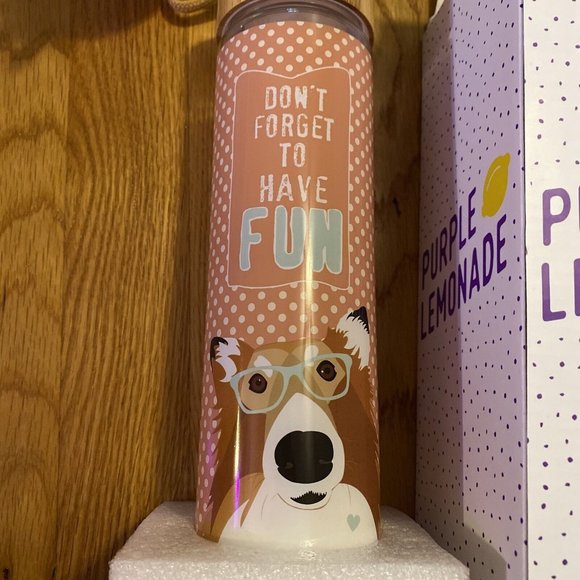 DON'T
FORGET
TO
HAVE
FUN
PURPLE
LEMONADE